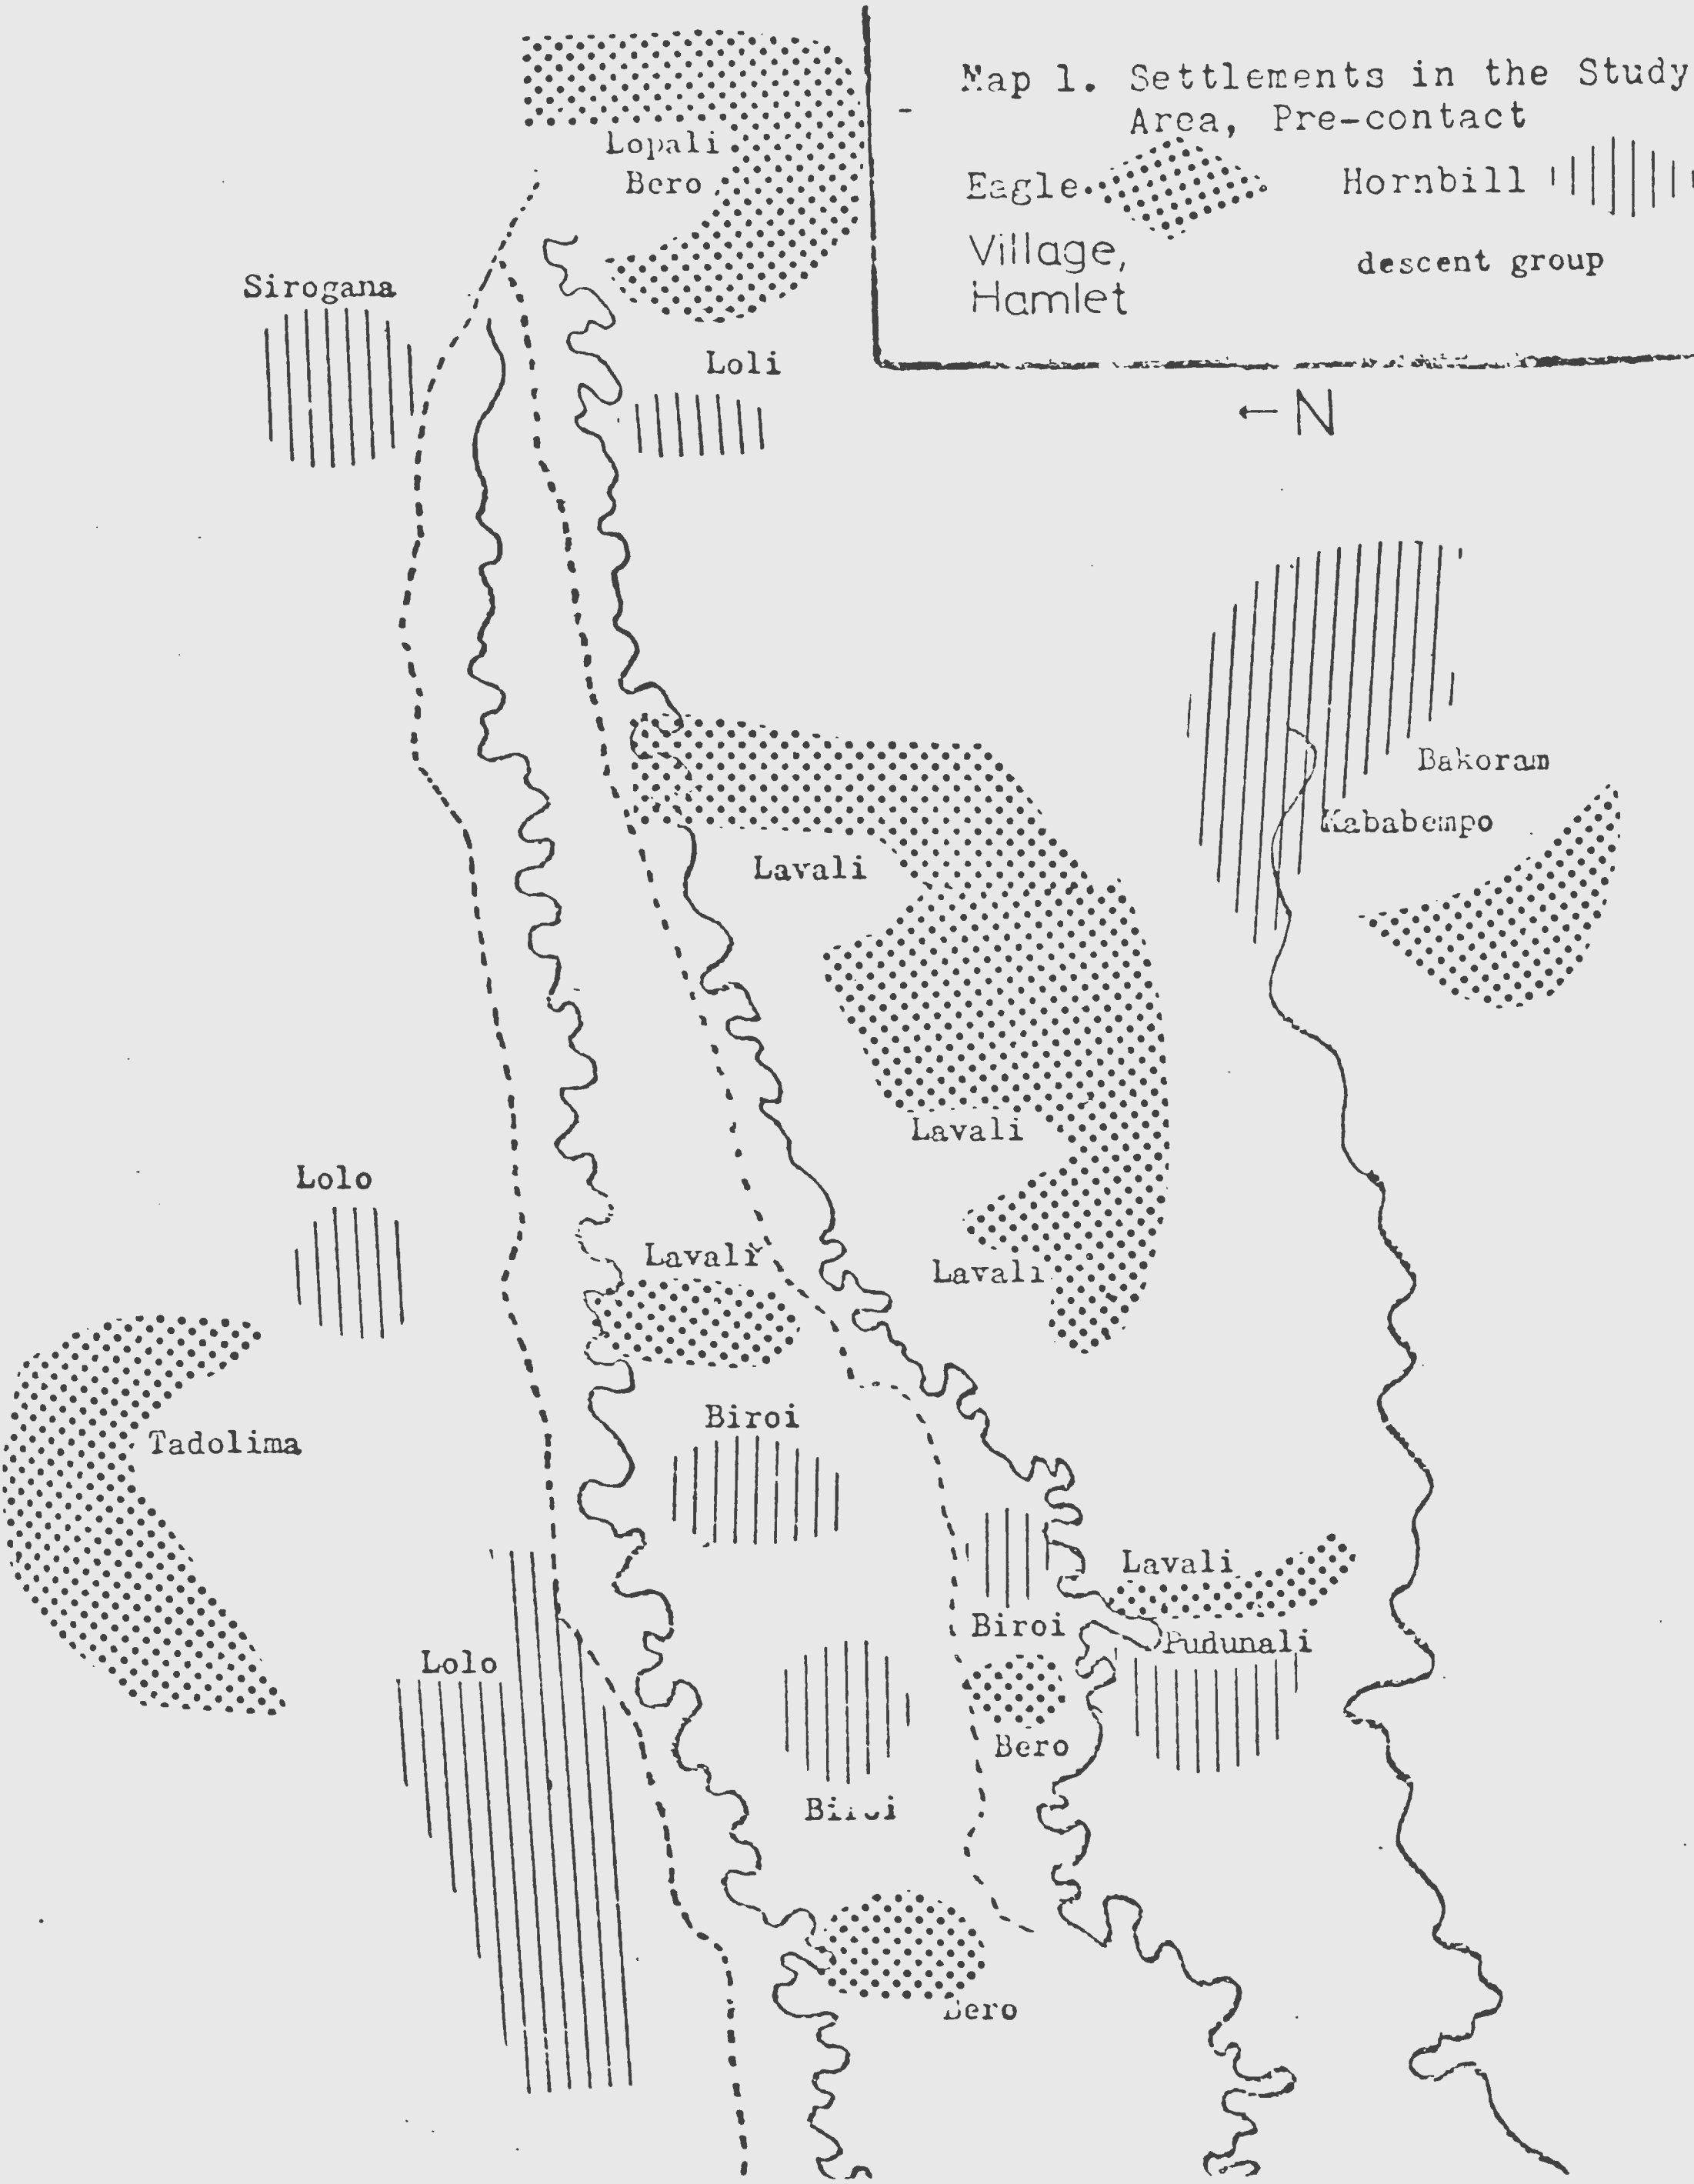 Map 1. Settlements in the Study
Area, Pre-contact
Eagle
Hornbill
Village,
Hamlet
descent group
N
Lopali
Bero
Sirogana
Loli
Bakoram
Kababempo
Lavali
Lavali
Lolo
Lavali
Lavali
Biroi
Tadolima
Lavali
Biroi
Pudunali
Lolo
Bero
Biroi
Bero